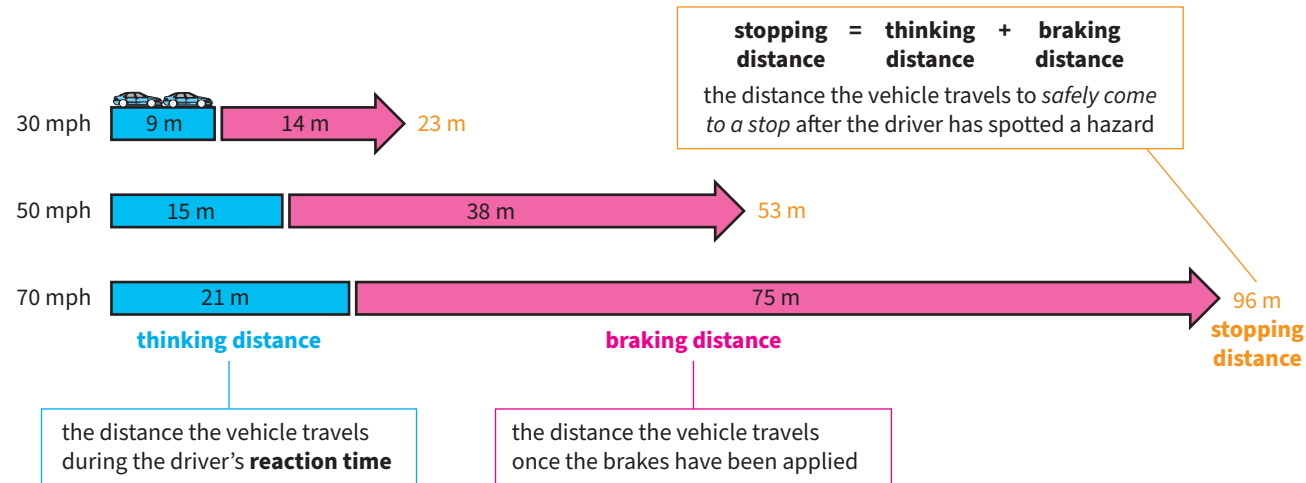 stopping = thinking + braking
distance distance distance
the distance the vehicle travels to safely come
to a stop after the driver has spotted a hazard
30 mph 9 m 14 m 23 m
50 mph 15 m 38 m 53 m
70 mph 21 m 75 m 96 m
thinking distance braking distance stopping
distance
the distance the vehicle travels
during the driver's reaction time
the distance the vehicle travels
once the brakes have been applied